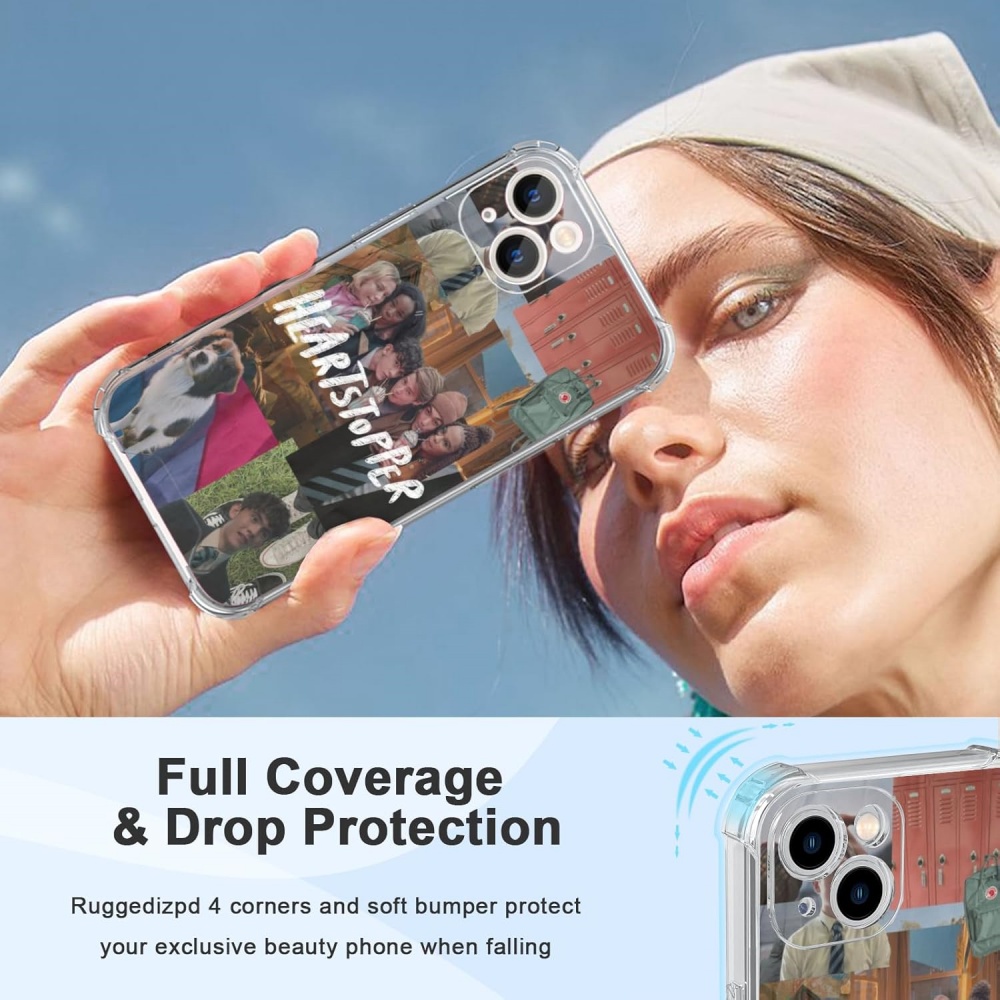 HEARTSTOPPER
Full Coverage
& Drop Protection
Ruggedizpd 4 corners and soft bumper protect
your exclusive beauty phone when falling